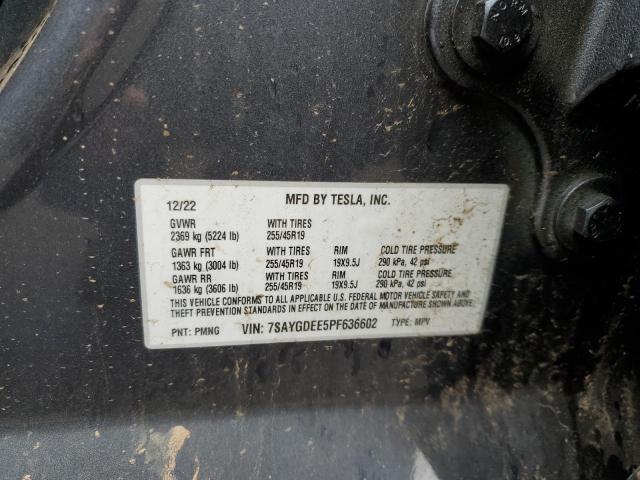 NORM
10.9
12/22 MFD BY TESLA, INC.
GVWR WITH TIRES
2369 kg (5224 lb) 255/45R19
GAWR FRT WITH TIRES RIM COLD TIRE PRESSURE
1363 kg (3004 lb) 255/45R19 19X9.5J 290 kPa, 42 psi
GAWR RR WITH TIRES RIM COLD TIRE PRESSURE
1636 kg (3606 lb) 255/45R19 19X9.5J 290 kPa, 42 psi
THIS VEHICLE CONFORMS TO ALL APPLICABLE U.S. FEDERAL MOTOR VEHICLE SAFETY AND
THEFT PREVENTION STANDARDS IN EFFECT ON THE DATE OF MANUFACTURE SHOWN ABOVE.
PNT: PMNG VIN: 7SAYGDEE5PF636602 TYPE: MPV